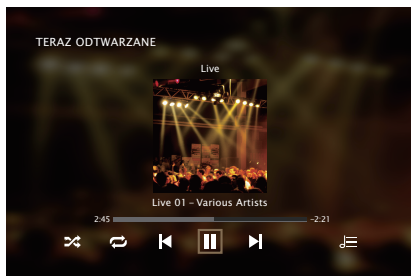 TERAZ ODTWARZANE
Live
Live 01 – Various Artists
2:45 –2:21